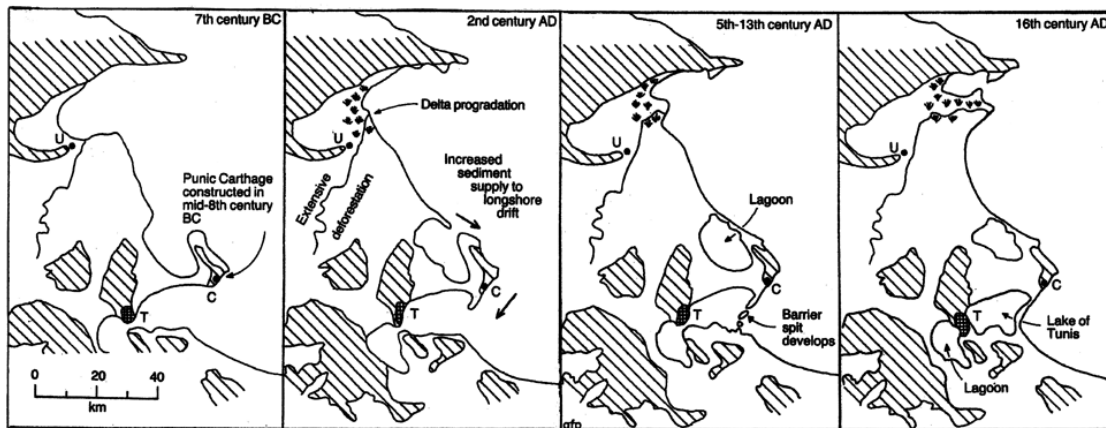 7th century BC
U
Punic Carthage
constructed in
mid-8th century
BC
C
T
0 20 40
km
2nd century AD
Delta progradation
U
Extensive
deforestation
Increased
sediment
supply to
longshore
drift
C
T
5th-13th century AD
U
Lagoon
C
T
Barrier
spit
develops
gfp
16th century AD
U
C
T
Lake of
Tunis
Lagoon